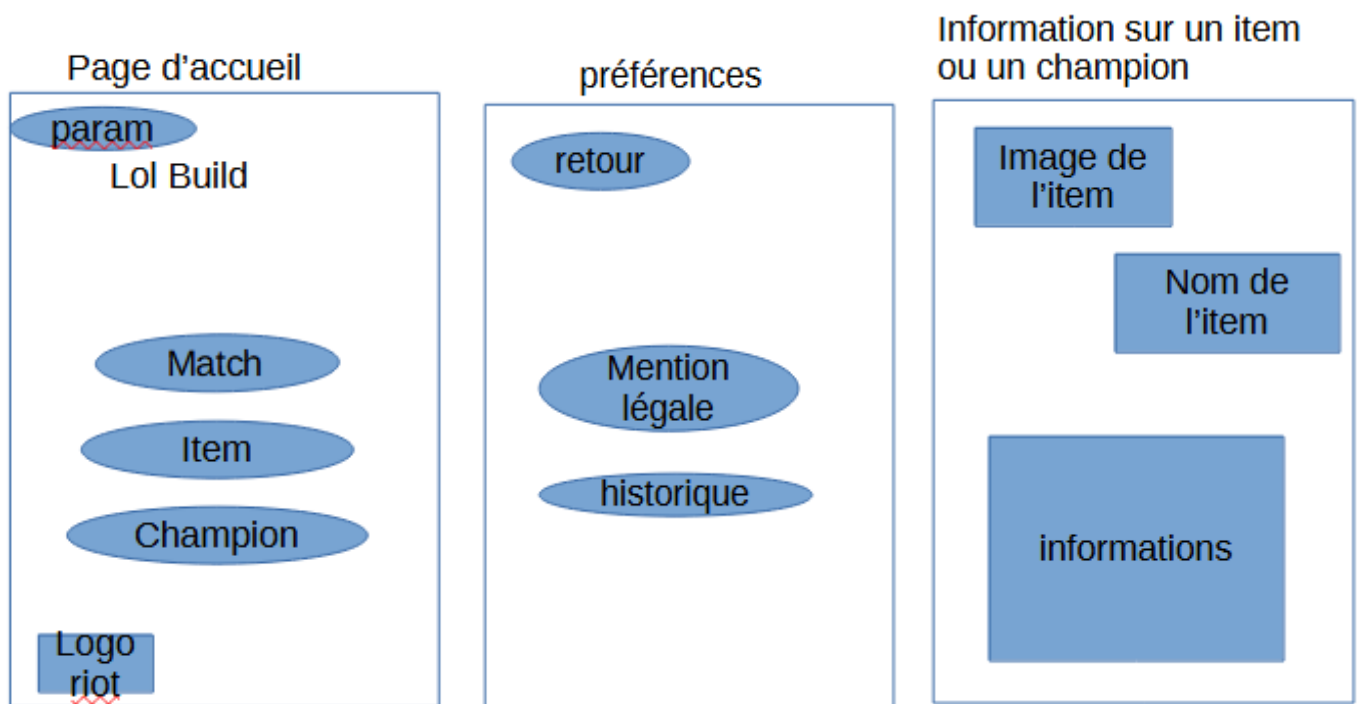 Page d’accueil
param
Lol Build
Match
Item
Champion
Logo
riot
préférences
retour
Mention
légale
historique
Information sur un item
ou un champion
Image de
l’item
Nom de
l’item
informations